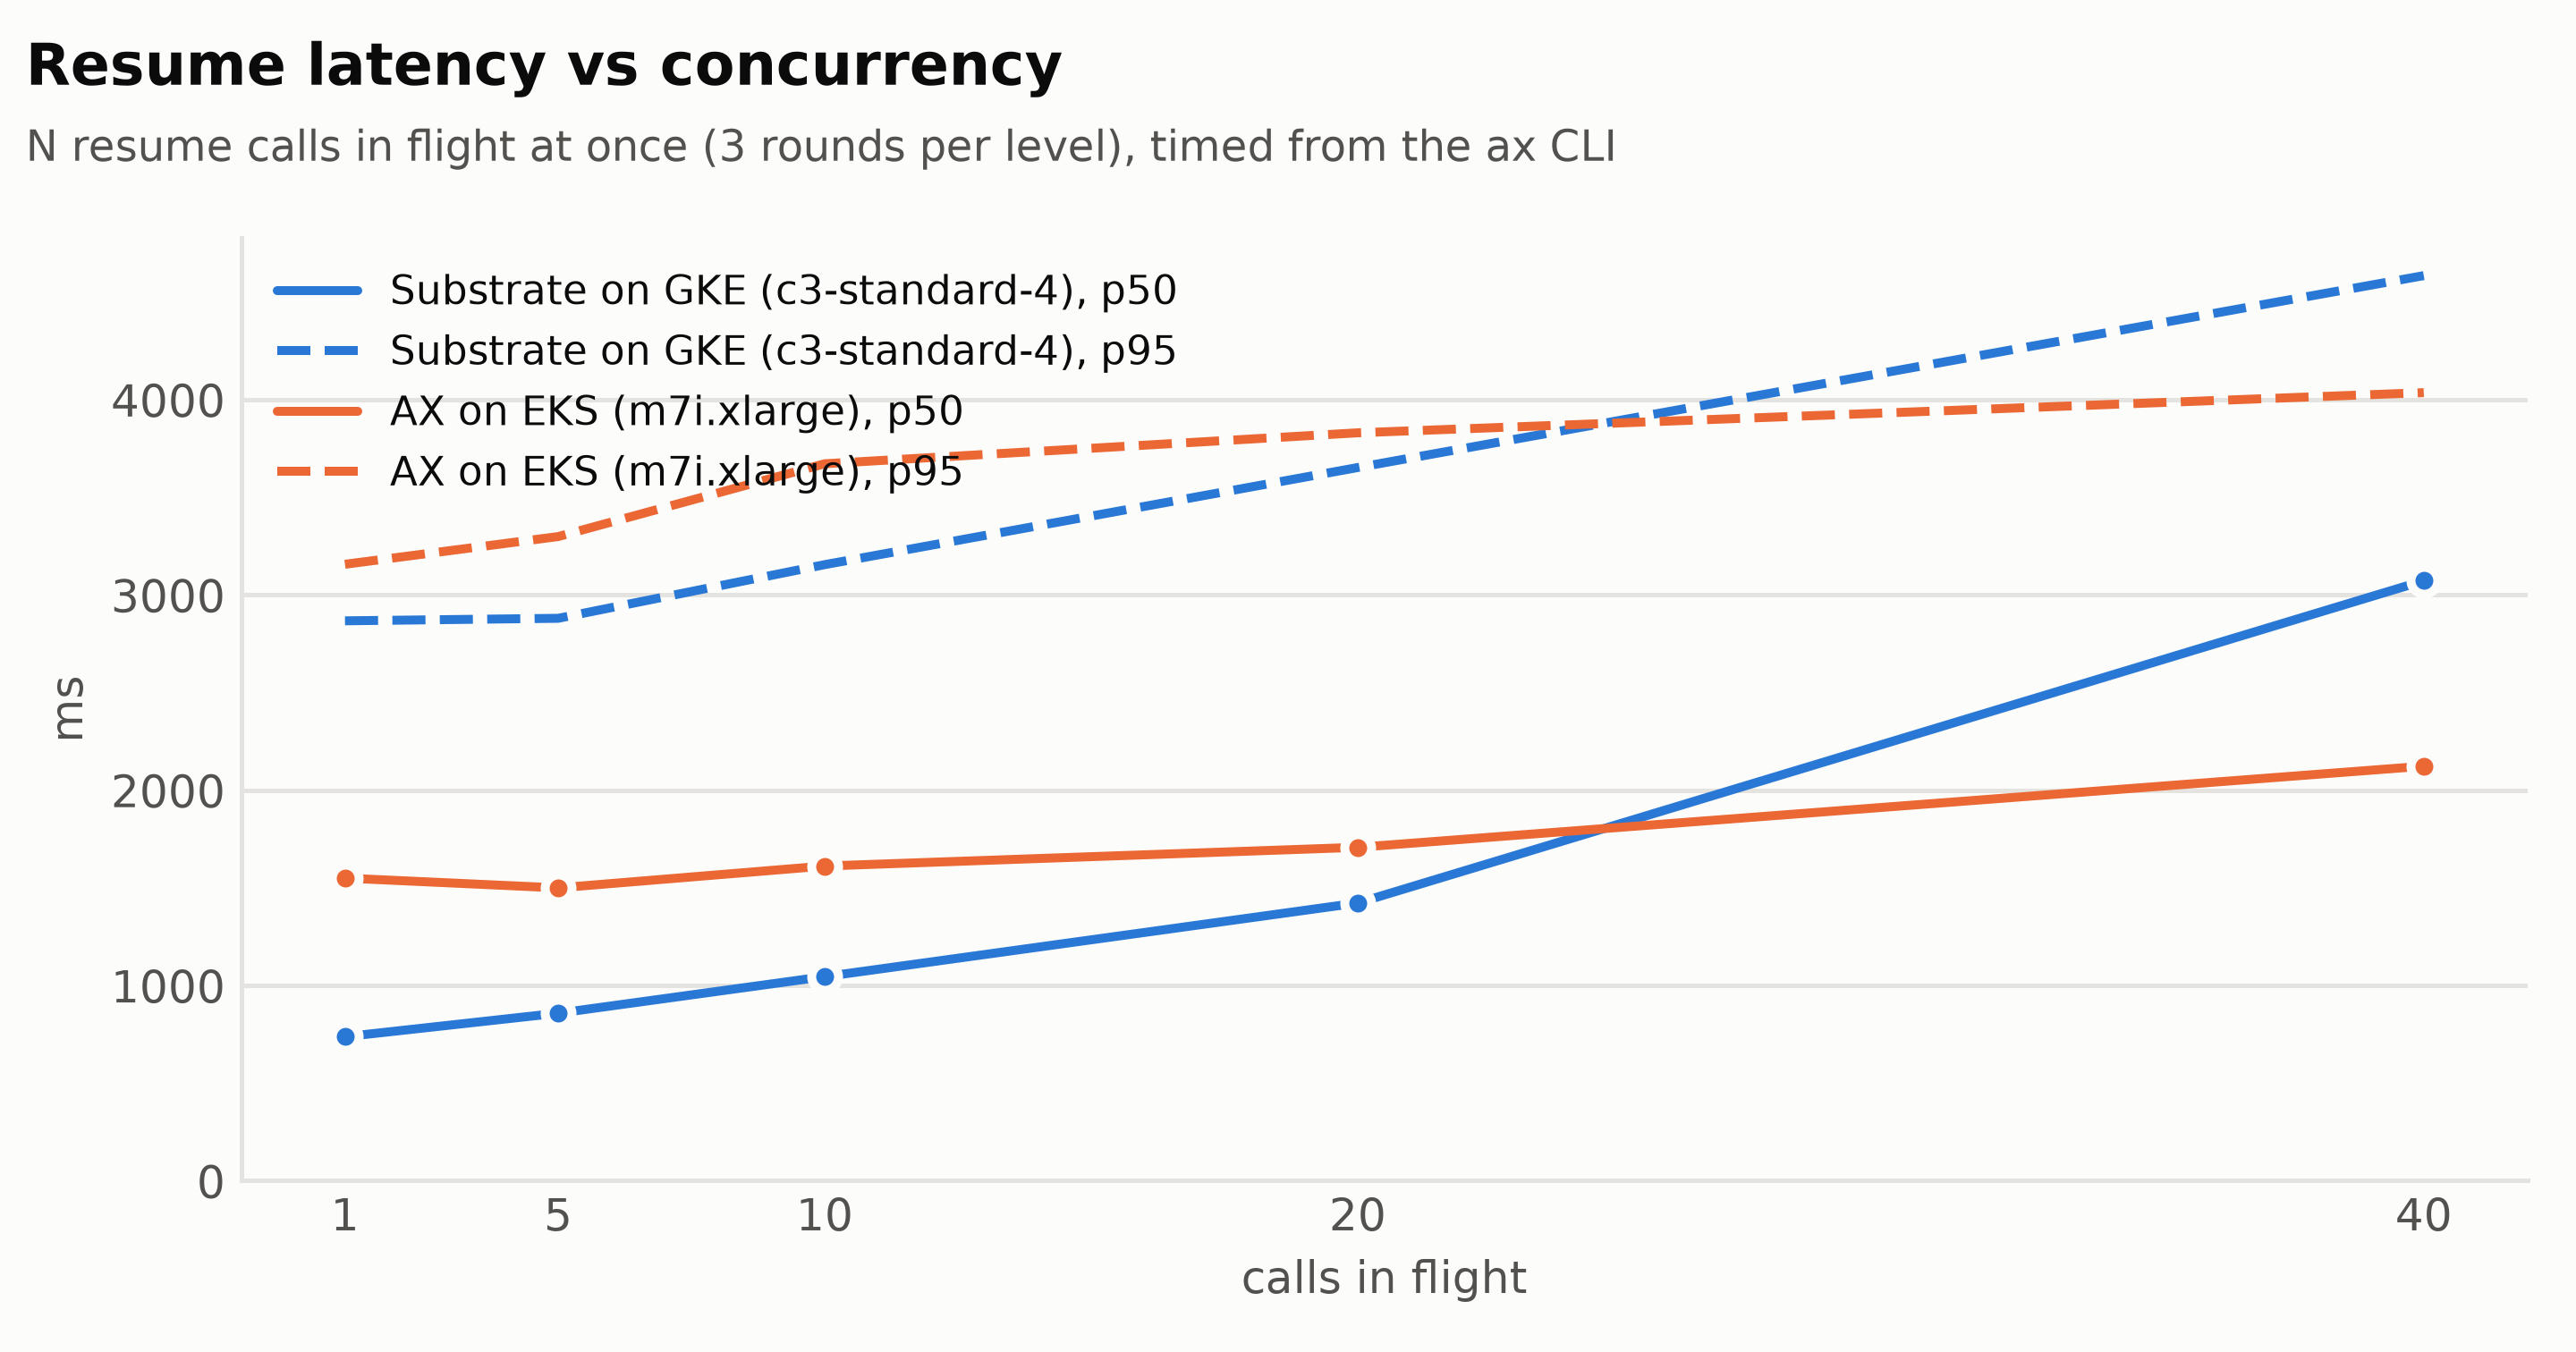 Resume latency vs concurrency
N resume calls in flight at once (3 rounds per level), timed from the ax CLI
Substrate on GKE (c3-standard-4), p50
Substrate on GKE (c3-standard-4), p95
AX on EKS (m7i.xlarge), p50
AX on EKS (m7i.xlarge), p95
4000
3000
2000
1000
0
ms
1 5 10 20 40
calls in flight